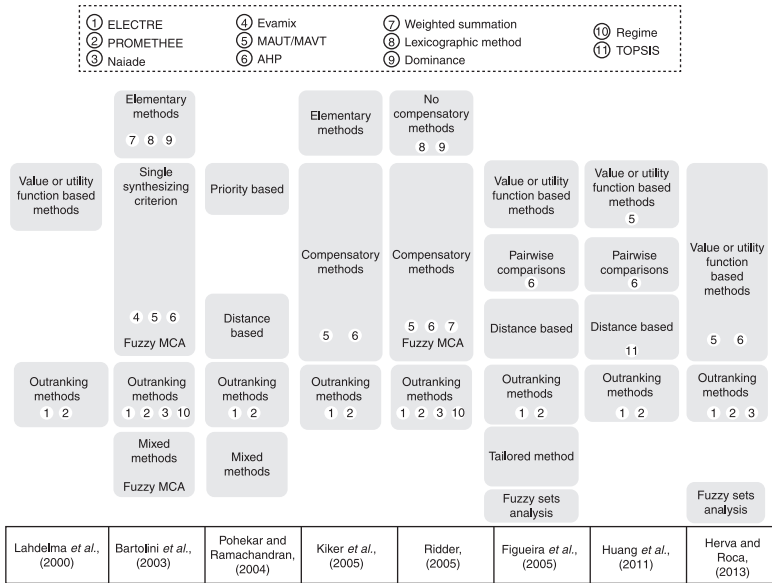 1 ELECTRE
2 PROMETHEE
3 Naiade
4 Evamix
5 MAUT/MAVT
6 AHP
7 Weighted summation
8 Lexicographic method
9 Dominance
10 Regime
11 TOPSIS
Value or utility
function based
methods
Outranking
methods
1 2
Elementary
methods
7 8 9
Single
synthesizing
criterion
4 5 6
Fuzzy MCA
Outranking
methods
1 2 3 10
Mixed
methods
Fuzzy MCA
Priority based
Distance
based
Outranking
methods
1 2
Mixed
methods
Elementary
methods
Compensatory
methods
5 6
Outranking
methods
1 2
No
compensatory
methods
8 9
Compensatory
methods
5 6 7
Fuzzy MCA
Outranking
methods
1 2 3 10
Value or utility
function based
methods
Pairwise
comparisons
6
Distance based
Outranking
methods
1 2
Tailored method
Fuzzy sets
analysis
Value or utility
function based
methods
5
Pairwise
comparisons
6
Distance based
11
Outranking
methods
1 2
Value or utility
function
based
methods
5 6
Outranking
methods
1 2 3
Fuzzy sets
analysis
Lahdelma et al.,
(2000)
Bartolini et al.,
(2003)
Pohekar and
Ramachandran,
(2004)
Kiker et al.,
(2005)
Ridder,
(2005)
Figueira et al.,
(2005)
Huang et al.,
(2011)
Herva and
Roca,
(2013)